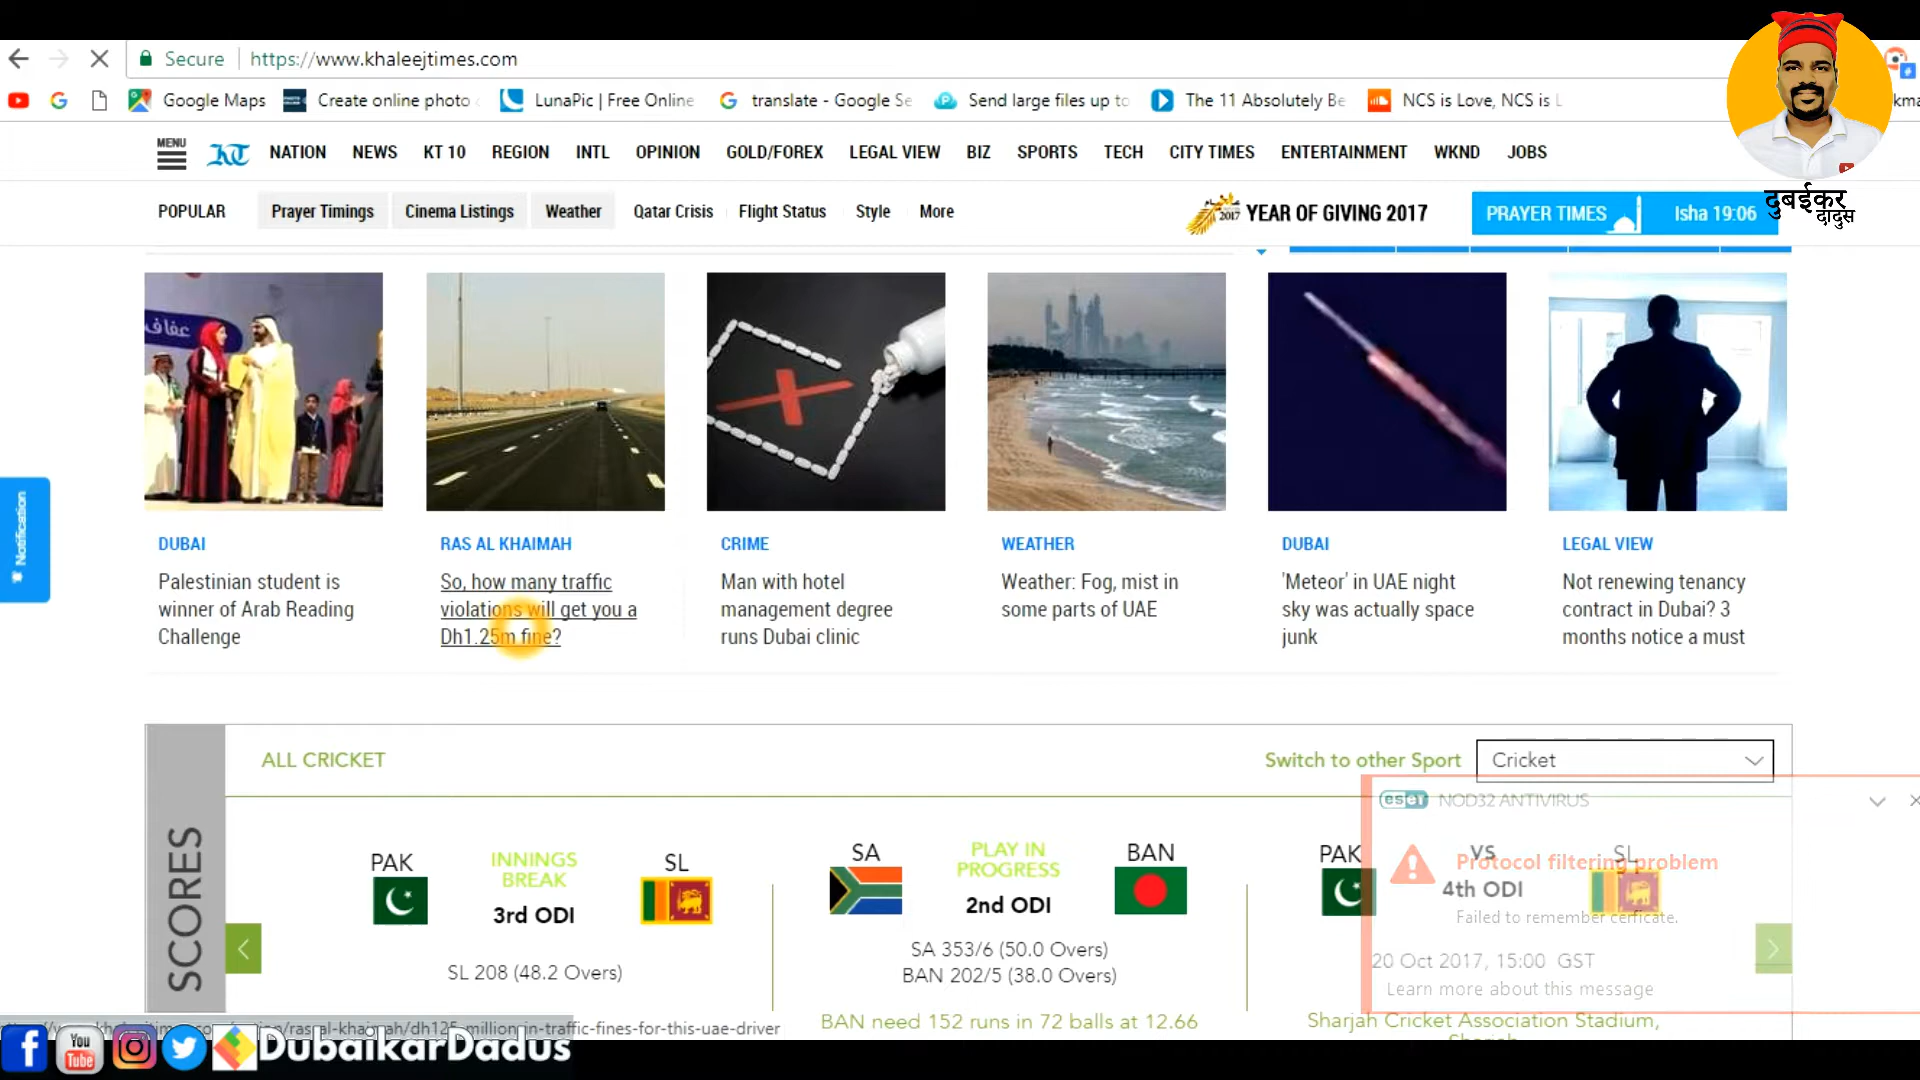 Secure https://www.khaleejtimes.com
Google Maps Create online photo LunaPic | Free Online translate - Google Se Send large files up to The 11 Absolutely Be NCS is Love, NCS is L
दुबईकर
दादुस
MENU
KT NATION NEWS KT 10 REGION INTL OPINION GOLD/FOREX LEGAL VIEW BIZ SPORTS TECH CITY TIMES ENTERTAINMENT WKND JOBS
POPULAR Prayer Timings Cinema Listings Weather Qatar Crisis Flight Status Style More 2017 YEAR OF GIVING 2017 PRAYER TIMES Isha 19:06
عفاف
Notification
DUBAI
Palestinian student is
winner of Arab Reading
Challenge
RAS AL KHAIMAH
So, how many traffic
violations will get you a
Dh1.25m fine?
CRIME
Man with hotel
management degree
runs Dubai clinic
WEATHER
Weather: Fog, mist in
some parts of UAE
DUBAI
'Meteor' in UAE night
sky was actually space
junk
LEGAL VIEW
Not renewing tenancy
contract in Dubai? 3
months notice a must
SCORES
ALL CRICKET
Switch to other Sport Cricket
PAK INNINGS BREAK SL
3rd ODI
SL 208 (48.2 Overs)
SA PLAY IN PROGRESS BAN
2nd ODI
SA 353/6 (50.0 Overs)
BAN 202/5 (38.0 Overs)
BAN need 152 runs in 72 balls at 12.66
PAK VS SL
4th ODI
20 Oct 2017, 15:00 GST
Sharjah Cricket Association Stadium,
eset NOD32 ANTIVIRUS
Protocol filtering problem
Failed to remember cerficate.
Learn more about this message
You Tube
DubaikarDadus